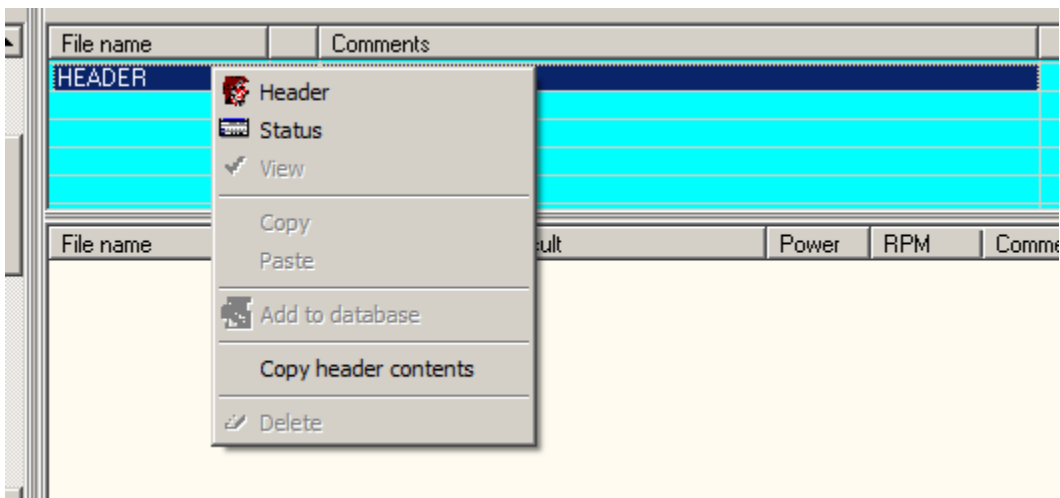 File name Comments
HEADER
Header
Status
View
Copy
Paste
Add to database
Copy header contents
Delete
File name ult Power RPM Comme